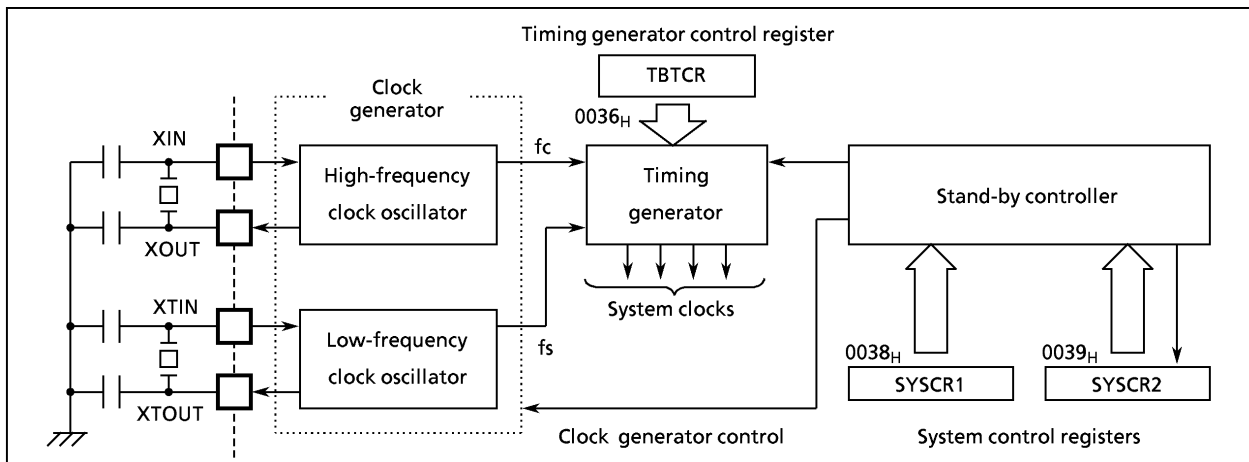 Timing generator control register
TBTCR
0036H
Clock
generator
XIN
XOUT
High-frequency
clock oscillator
fc
Timing
generator
Stand-by controller
System clocks
XTIN
XTOUT
Low-frequency
clock oscillator
fs
0038H
SYSCR1
0039H
SYSCR2
Clock generator control
System control registers